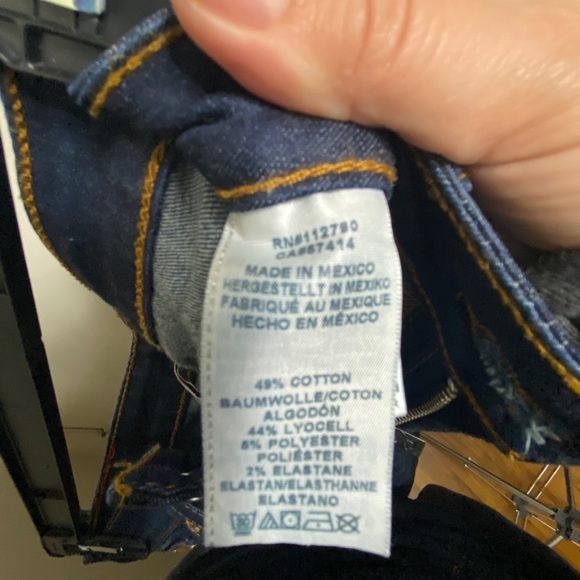 RN#112790
CA#57414
MADE IN MEXICO
HERGESTELLT IN MEXIKO
FABRIQUÉ AU MEXIQUE
HECHO EN MÉXICO
49% COTTON
BAUMWOLLE/COTON
ALGODÓN
44% LYOCELL
5% POLYESTER
POLIÉSTER
2% ELASTANE
ELASTAN/ELASTHANNE
ELASTANO